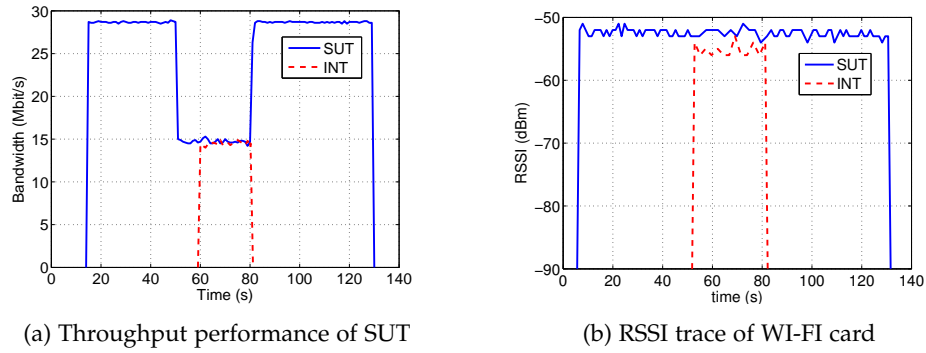 30
25
20
15
10
5
0
Bandwidth (Mbit/s)
0 20 40 60 80 100 120 140
Time (s)
SUT
INT
(a) Throughput performance of SUT
−50
−60
−70
−80
−90
RSSI (dBm)
0 20 40 60 80 100 120 140
time (s)
SUT
INT
(b) RSSI trace of WI-FI card